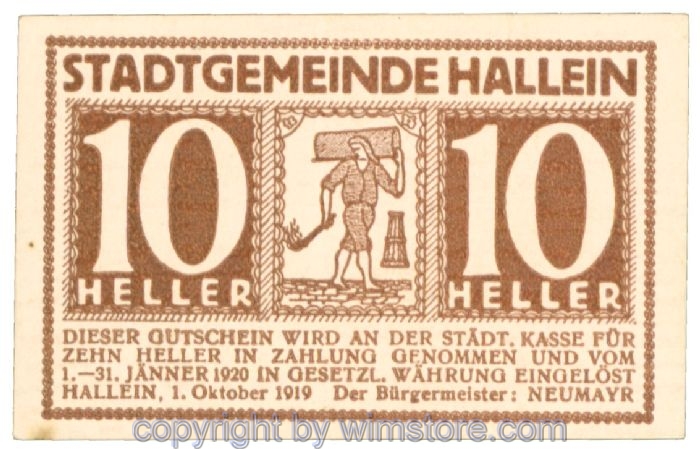 STADTGEMEINDE HALLEIN
10 10
HELLER HELLER
DIESER GUTSCHEIN WIRD AN DER STÄDT. KASSE FÜR
ZEHN HELLER IN ZAHLUNG GENOMMEN UND VOM
1.—31. JÄNNER 1920 IN GESETZL. WÄHRUNG EINGELÖST
HALLEIN, 1. Oktober 1919 Der Bürgermeister: NEUMAYR
copyright by wimstore.com